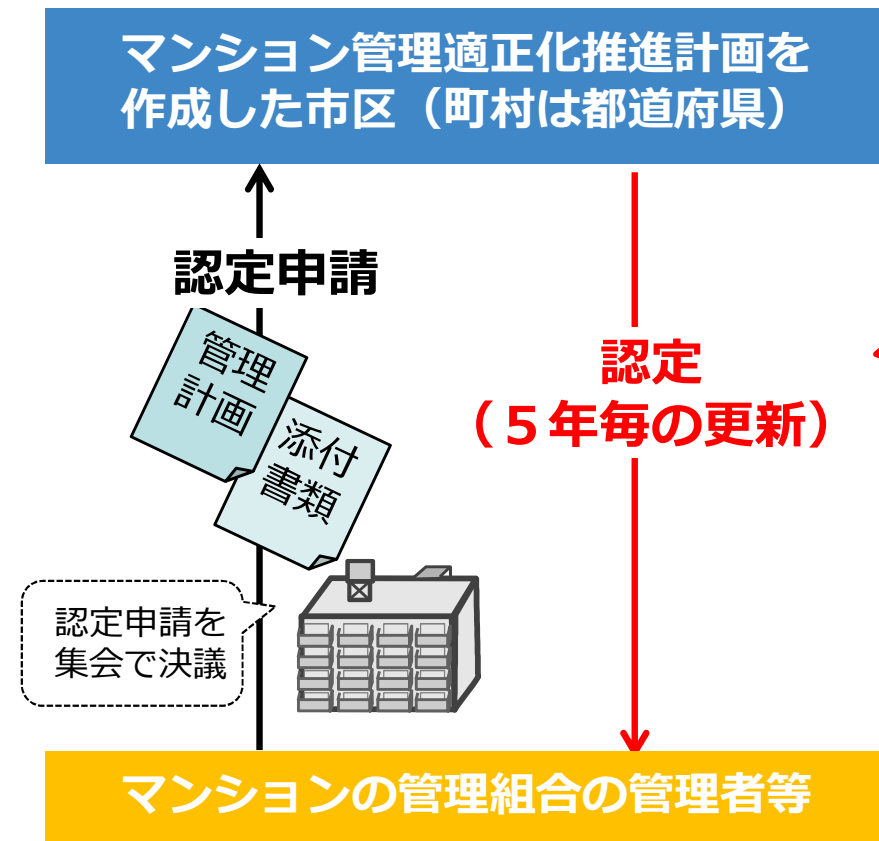 マンション管理適正化推進計画を
作成した市区（町村は都道府県）
認定申請
管理
計画
添付
書類
認定
（５年毎の更新）
認定申請を
集会で決議
マンションの管理組合の管理者等